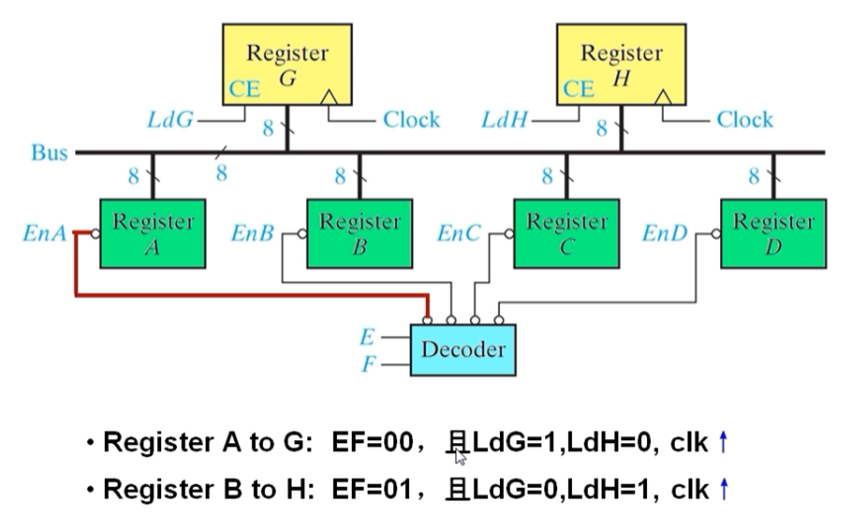 Register Register
CE G CE H
LdG 8 Clock LdH 8 Clock
Bus
8 8 8 8 8
EnA Register A EnB Register B EnC Register C EnD Register D
E
F
Decoder
• Register A to G: EF=00, 且LdG=1,LdH=0, clk ↑
• Register B to H: EF=01, 且LdG=0,LdH=1, clk ↑